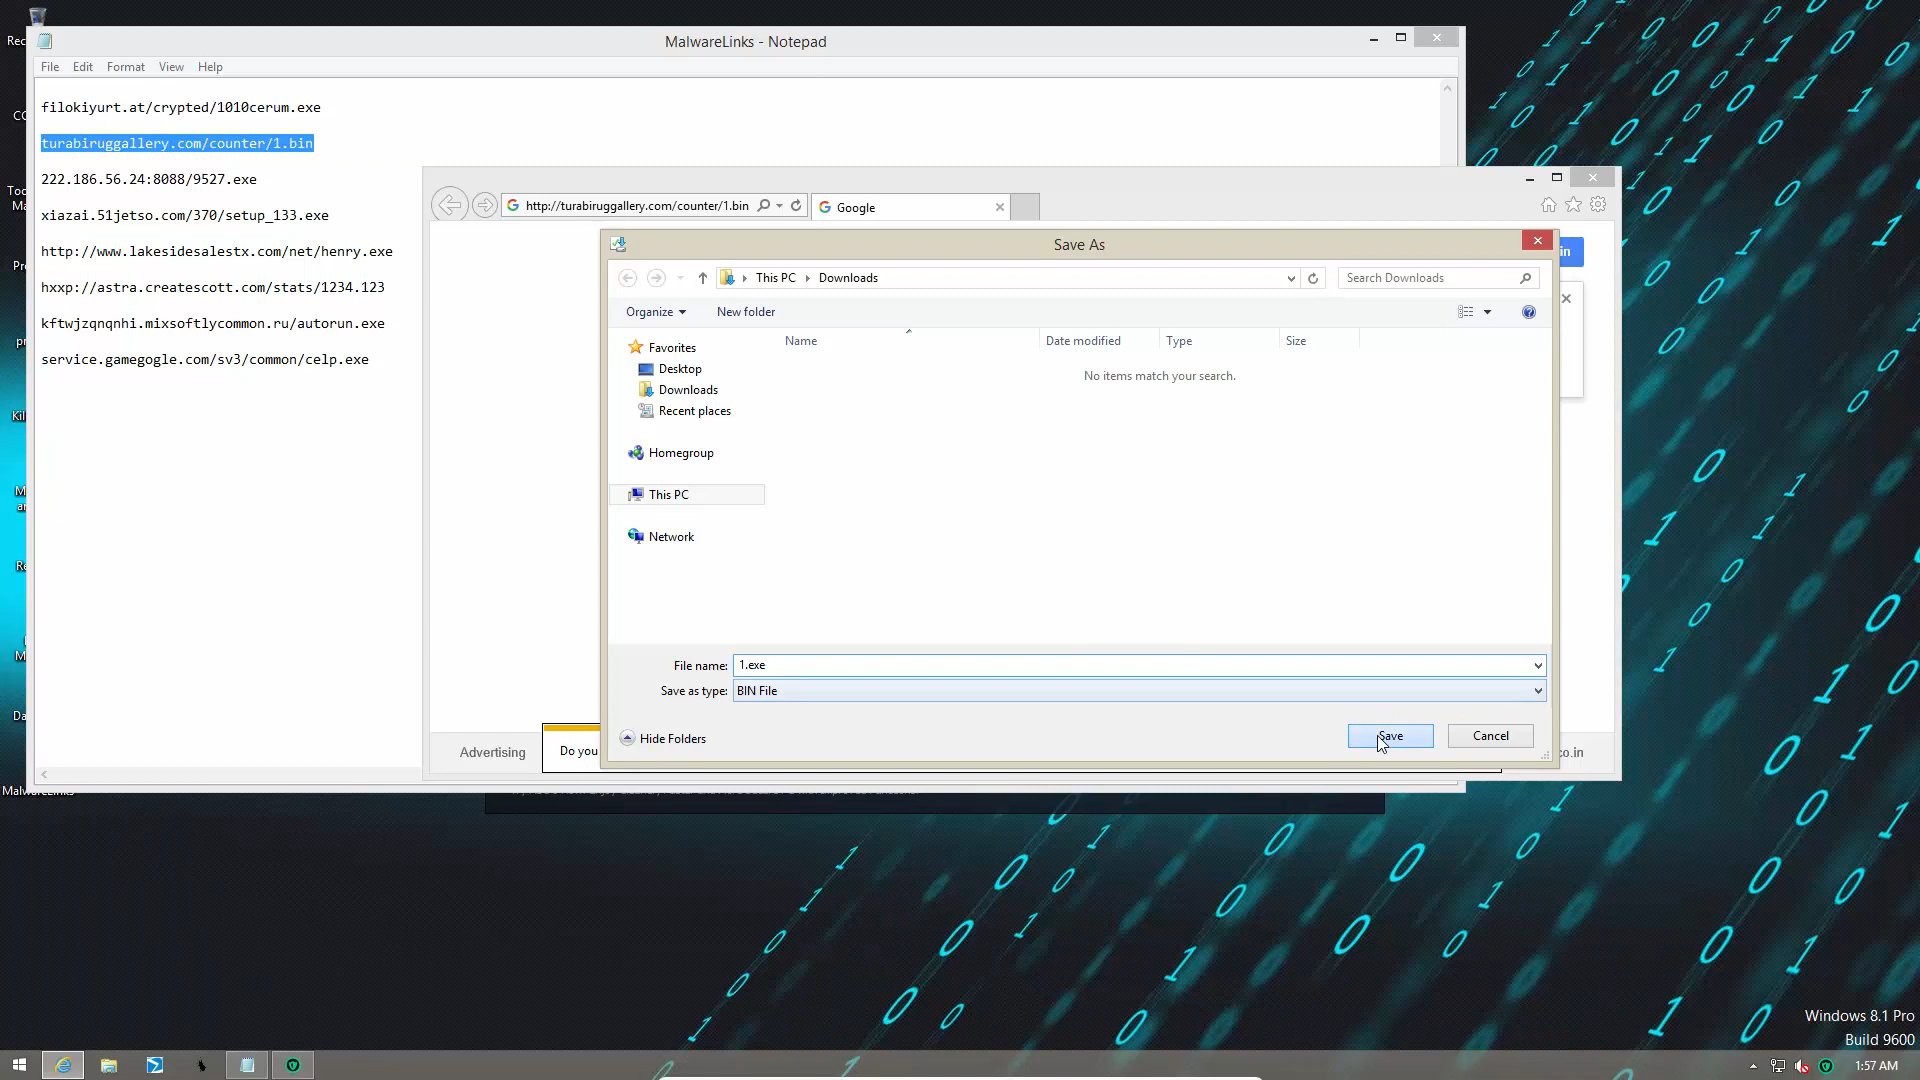 MalwareLinks - Notepad
File Edit Format View Help
filokiyurt.at/crypted/1010cerum.exe
turabiruggallery.com/counter/1.bin
222.186.56.24:8088/9527.exe
xiazai.51jetso.com/370/setup_133.exe
http://www.lakesidesalestx.com/net/henry.exe
hxxp://astra.createscott.com/stats/1234.123
kftwjzqnqnhi.mixsoftlycommon.ru/autorun.exe
service.gamegogle.com/sv3/common/celp.exe
http://turabiruggallery.com/counter/1.bin
Google
Save As
This PC Downloads
Search Downloads
Organize New folder
Name Date modified Type Size
No items match your search.
Favorites
Desktop
Downloads
Recent places
Homegroup
This PC
Network
File name: 1.exe
Save as type: BIN File
Hide Folders
Save Cancel
Advertising
Do you
co.in
in
MalwareLinks
Windows 8.1 Pro
Build 9600
1:57 AM